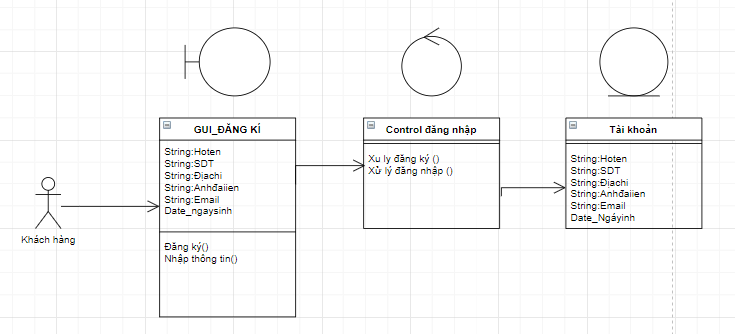 GUI_ĐĂNG KÍ
String:Hoten
String:SDT
String:Địachi
String:Anhđaiien
String:Email
Date_ngaysinh
Đăng ký()
Nhập thông tin()
Control đăng nhập
Xu ly đăng ký ()
Xử lý đăng nhập ()
Tài khoản
String:Hoten
String:SDT
String:Địachi
String:Anhđaiien
String:Email
Date_Ngáyinh
Khách hàng